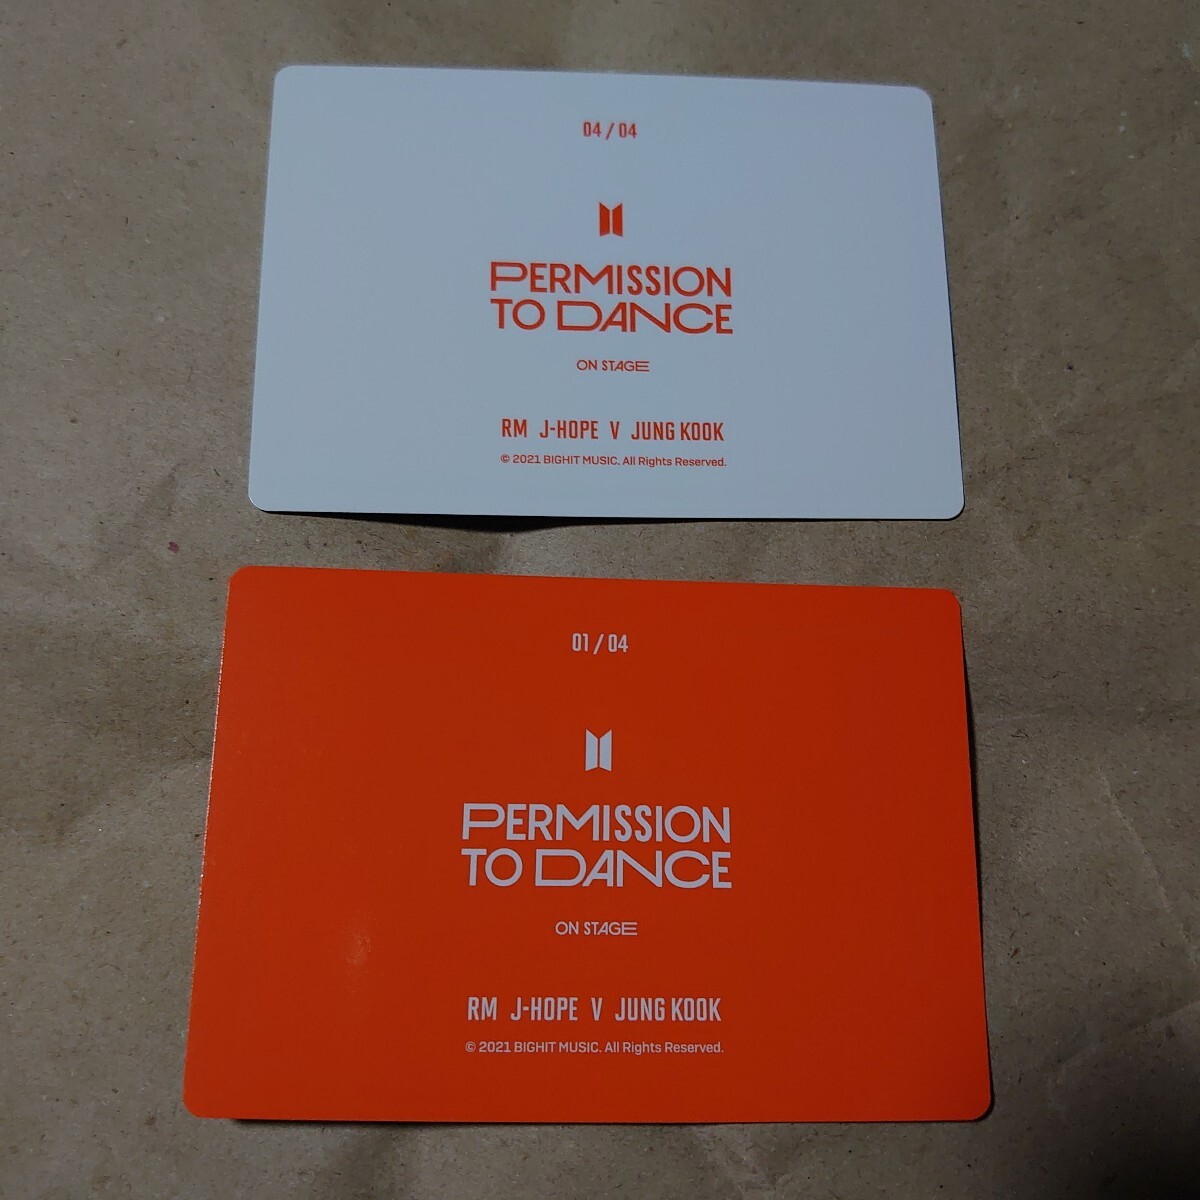 04 / 04
PERMISSION
TO DANCE
ON STAGE
RM J-HOPE V JUNG KOOK
© 2021 BIGHIT MUSIC. All Rights Reserved.
01 / 04
PERMISSION
TO DANCE
ON STAGE
RM J-HOPE V JUNG KOOK
© 2021 BIGHIT MUSIC. All Rights Reserved.